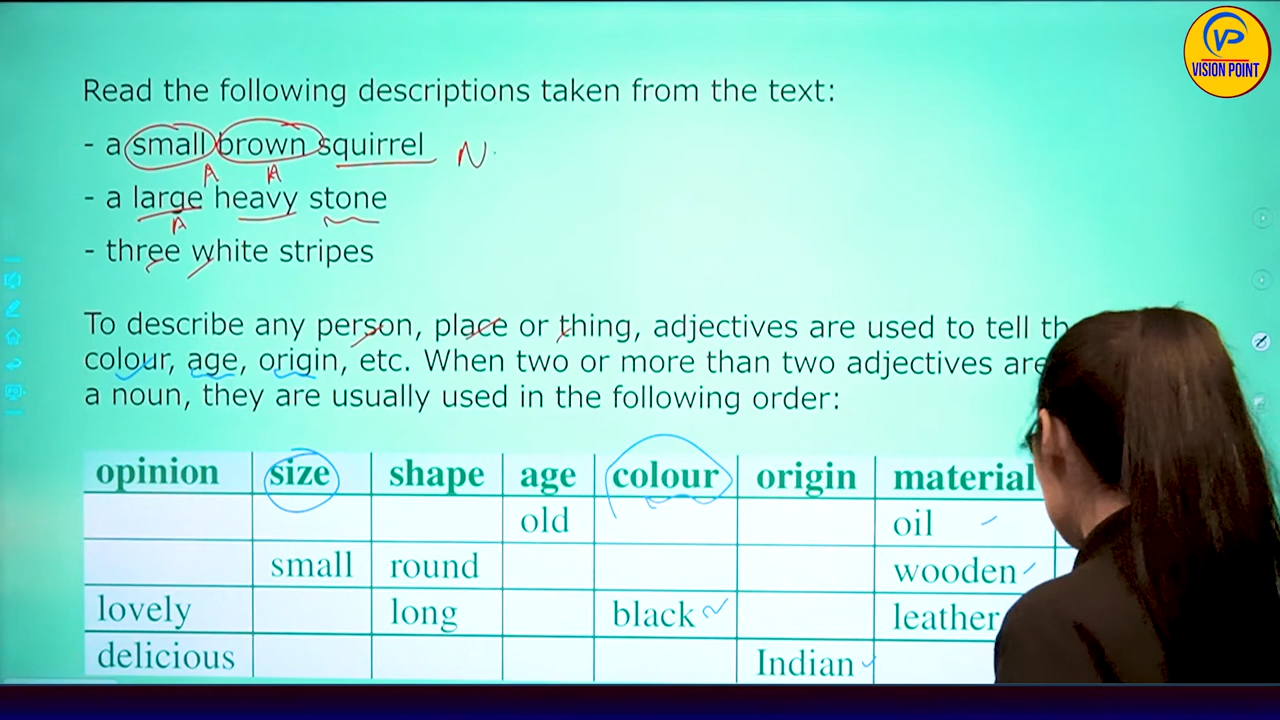 VP
VISION POINT
Read the following descriptions taken from the text:
- a small brown squirrel N
A A
- a large heavy stone
A
- three white stripes
To describe any person, place or thing, adjectives are used to tell
colour, age, origin, etc. When two or more than two adjectives are
a noun, they are usually used in the following order:
opinion size shape age colour origin material
old oil
small round wooden
lovely long black leather
delicious Indian